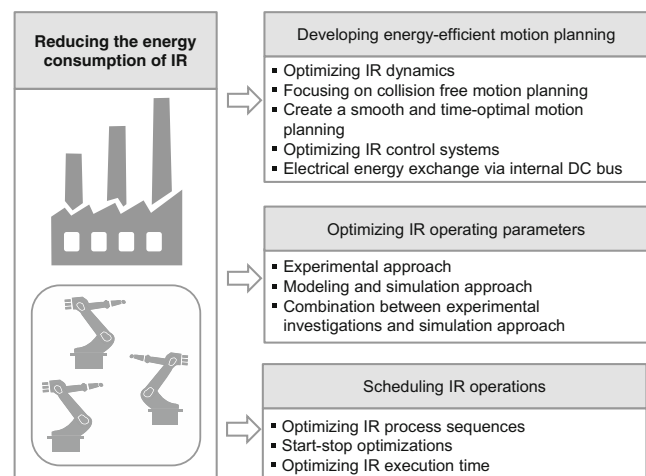 Reducing the energy
consumption of IR
Developing energy-efficient motion planning
▪ Optimizing IR dynamics
▪ Focusing on collision free motion planning
▪ Create a smooth and time-optimal motion
planning
▪ Optimizing IR control systems
▪ Electrical energy exchange via internal DC bus
Optimizing IR operating parameters
▪ Experimental approach
▪ Modeling and simulation approach
▪ Combination between experimental
investigations and simulation approach
Scheduling IR operations
▪ Optimizing IR process sequences
▪ Start-stop optimizations
▪ Optimizing IR execution time